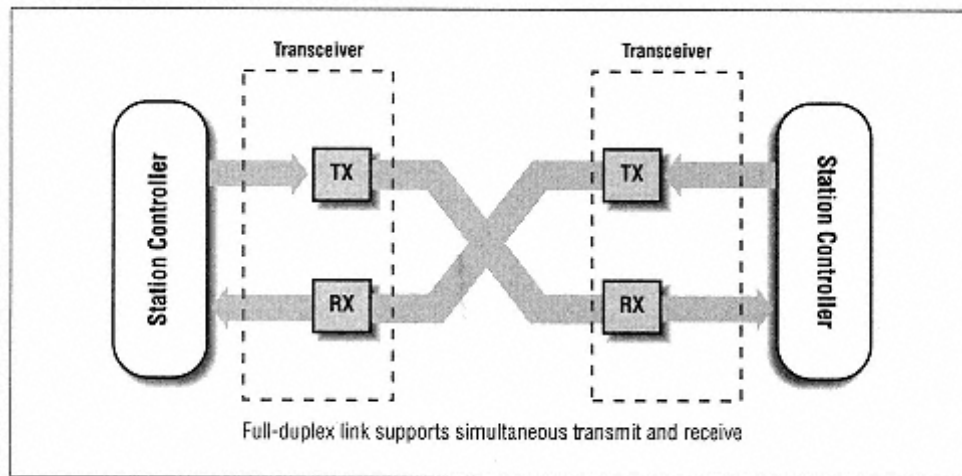 Transceiver
Transceiver
Station Controller
TX
TX
Station Controller
RX
RX
Full-duplex link supports simultaneous transmit and receive